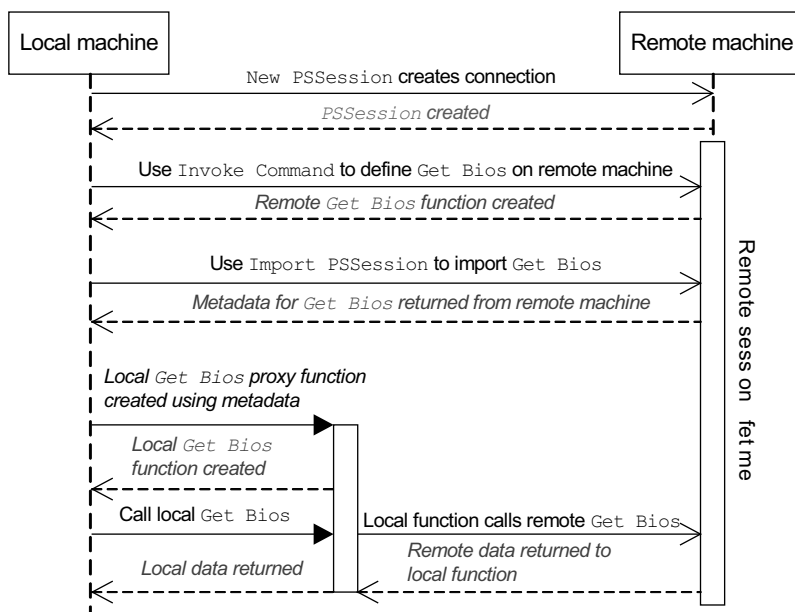 Local machine
Remote machine
New PSSession creates connection
PSSession created
Use Invoke Command to define Get Bios on remote machine
Remote Get Bios function created
Use Import PSSession to import Get Bios
Metadata for Get Bios returned from remote machine
Remote sess on fet me
Local Get Bios proxy function
created using metadata
Local Get Bios
function created
Call local Get Bios
Local function calls remote Get Bios
Local data returned
Remote data returned to
local function